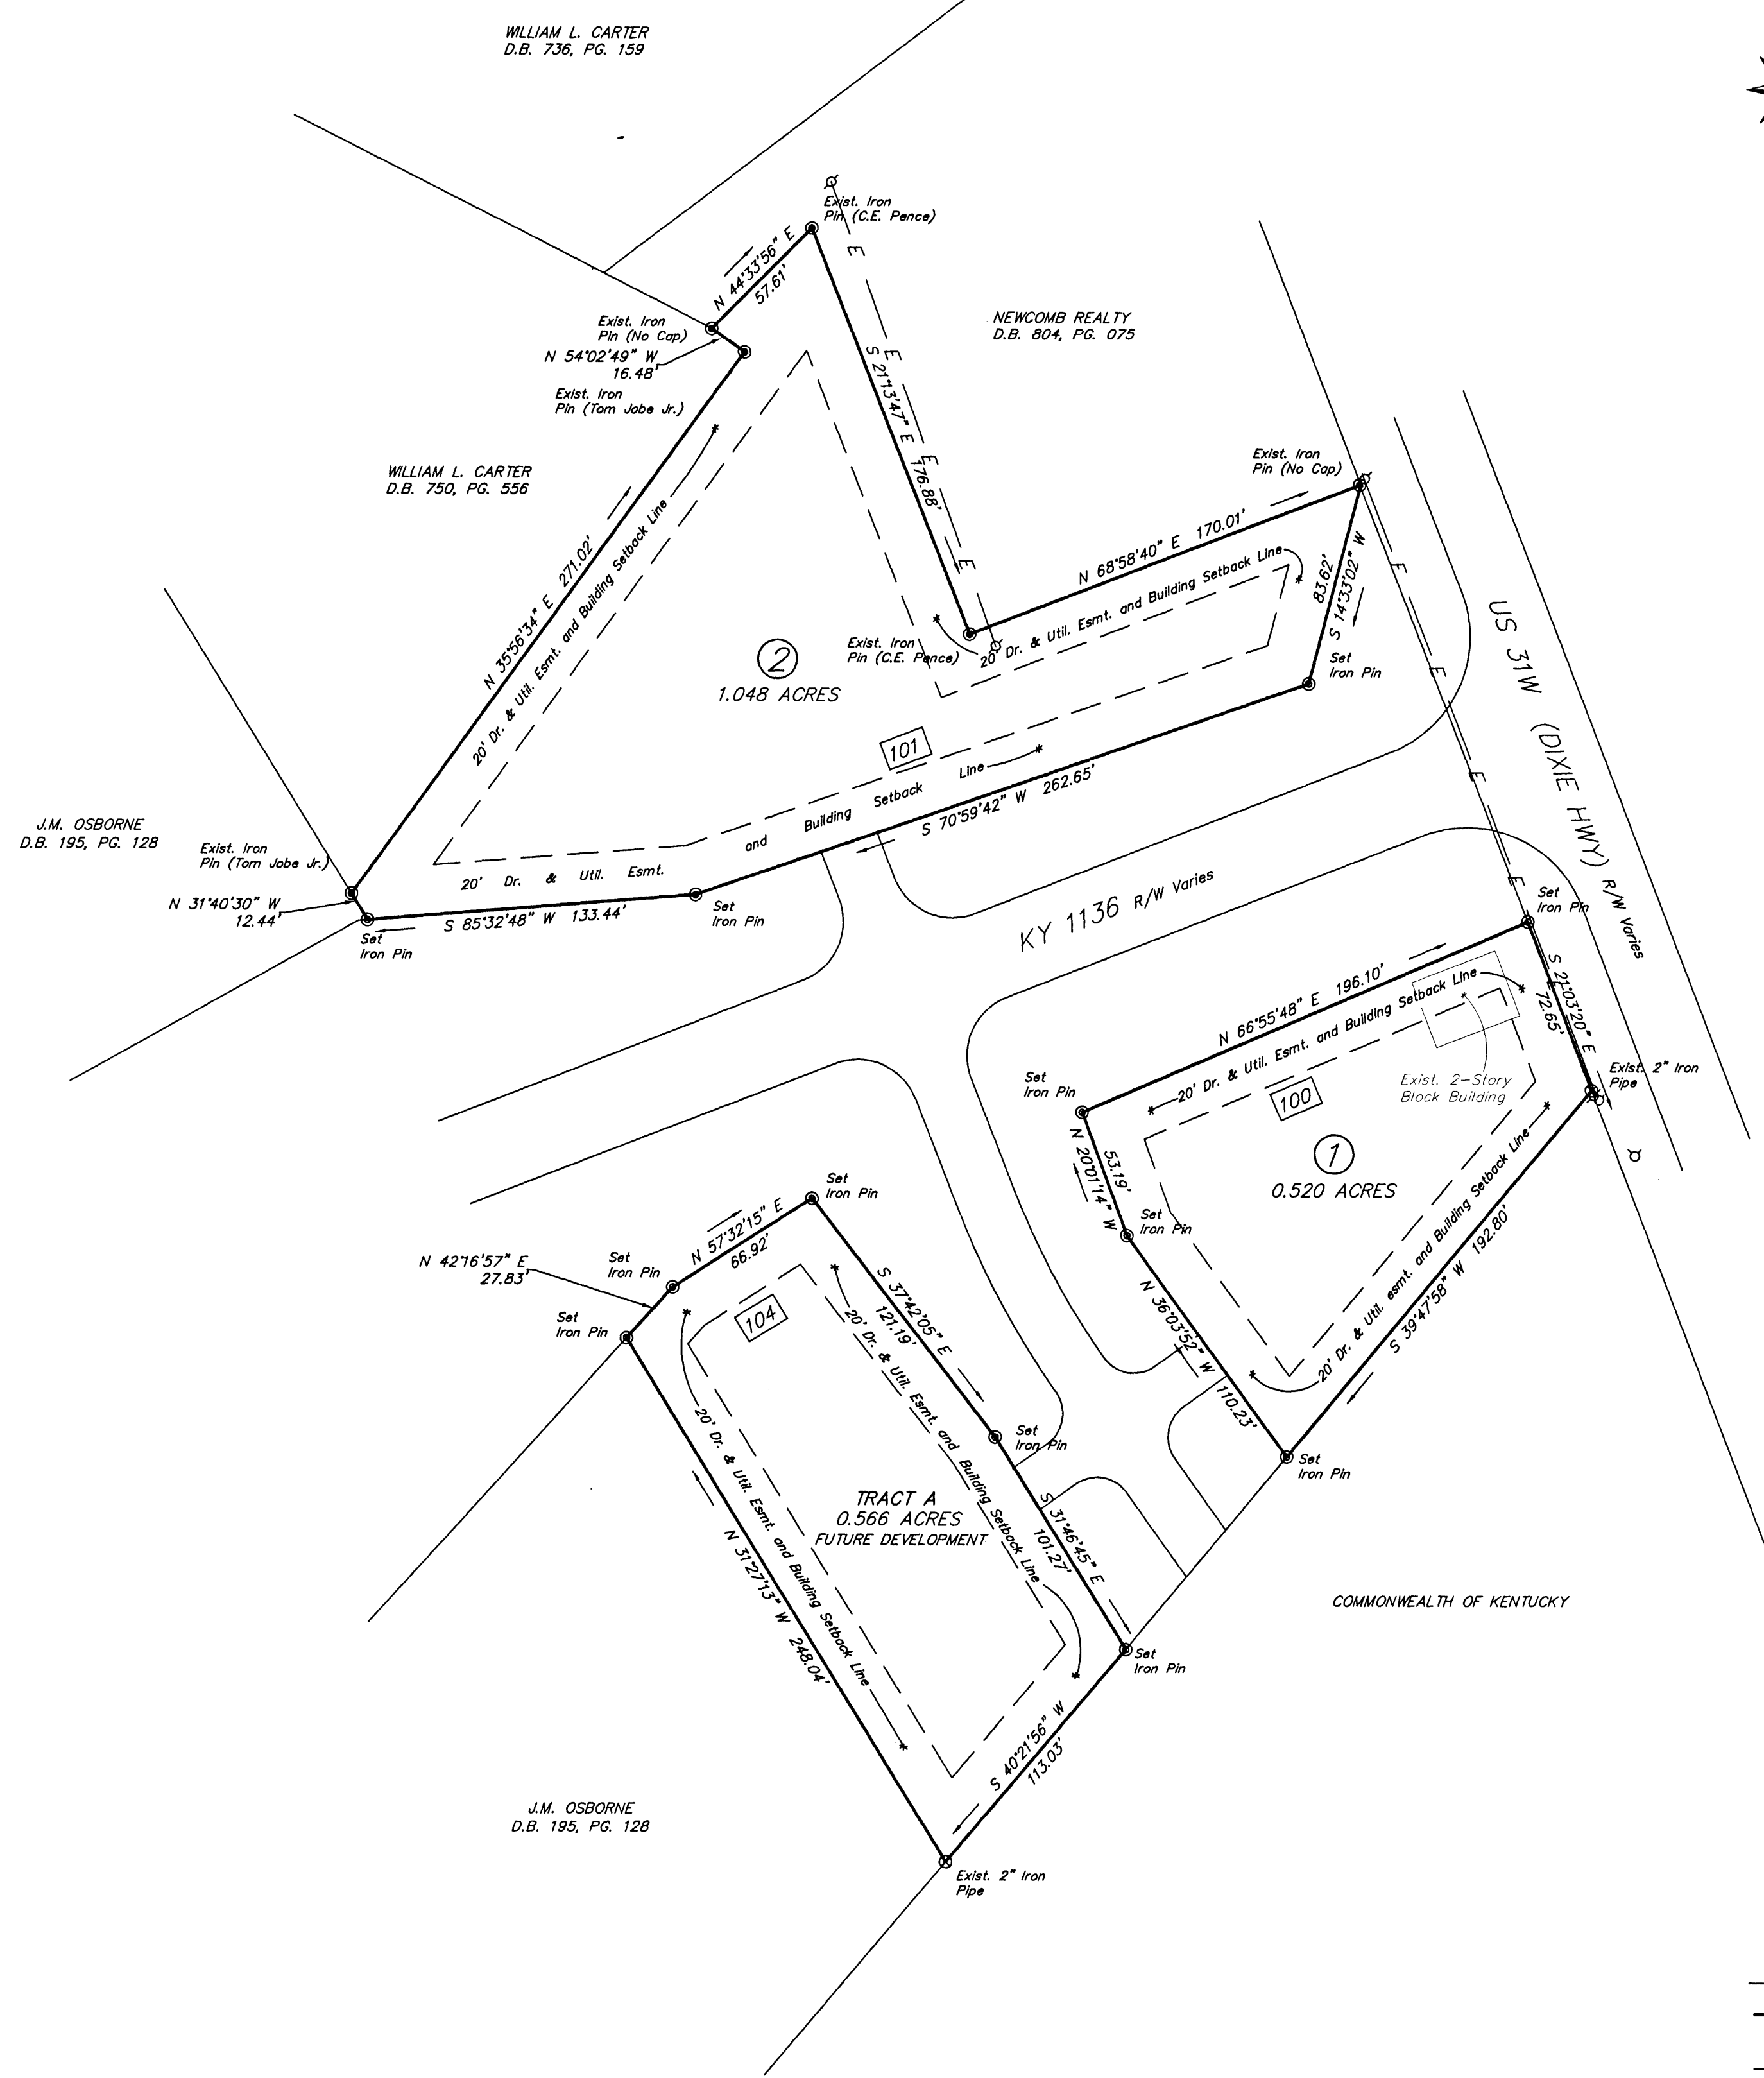 WILLIAM L. CARTER
D.B. 736, PG. 159
Exist. Iron
Pin (C.E. Pence)
N 44°33'56" E
57.61'
E
E
E
E
NEWCOMB REALTY
D.B. 804, PG. 075
Exist. Iron
Pin (No Cap)
N 54°02'49" W
16.48'
Exist. Iron
Pin (Tom Jobe Jr.)
S 21°13'47" E 176.88'
WILLIAM L. CARTER
D.B. 750, PG. 556
Exist. Iron
Pin (No Cap)
N 68°58'40" E 170.01'
20' Dr. & Util. Esmt. and Building Setback Line
83.62'
S 14°33'02" W
N 35°56'34" E 271.02'
20' Dr. & Util. Esmt. and Building Setback Line
Exist. Iron
Pin (C.E. Pence)
2
1.048 ACRES
Set
Iron Pin
E
E
E
E
US 31W (DIXIE HWY) R/W Varies
101
20' Dr. & Util. Esmt. and Building Setback Line
S 70°59'42" W 262.65'
J.M. OSBORNE
D.B. 195, PG. 128
Exist. Iron
Pin (Tom Jobe Jr.)
N 31°40'30" W
12.44'
S 85°32'48" W 133.44'
Set
Iron Pin
Set
Iron Pin
KY 1136 R/W Varies
Set
Iron Pin
N 66°55'48" E 196.10'
20' Dr. & Util. Esmt. and Building Setback Line
S 21°03'20" E
72.65'
E
Exist. 2" Iron
Pipe
Exist. 2-Story
Block Building
Set
Iron Pin
100
1
0.520 ACRES
53.19'
N 20°01'14" W
Set
Iron Pin
20' Dr. & Util. esmt. and Building Setback Line
S 39°47'58" W 192.80'
N 36°03'52" W 110.23'
Set
Iron Pin
Set
Iron Pin
N 57°32'15" E
66.92'
N 42°16'57" E
27.83'
Set
Iron Pin
Set
Iron Pin
104
S 37°42'05" E
121.19'
20' Dr. & Util. Esmt. and Building Setback Line
Set
Iron Pin
20' Dr. & Util. Esmt. and Building Setback Line
TRACT A
0.566 ACRES
FUTURE DEVELOPMENT
S 31°46'45" E
101.27'
N 31°27'13" W 248.04'
COMMONWEALTH OF KENTUCKY
Set
Iron Pin
S 40°21'56" W
113.03'
J.M. OSBORNE
D.B. 195, PG. 128
Exist. 2" Iron
Pipe